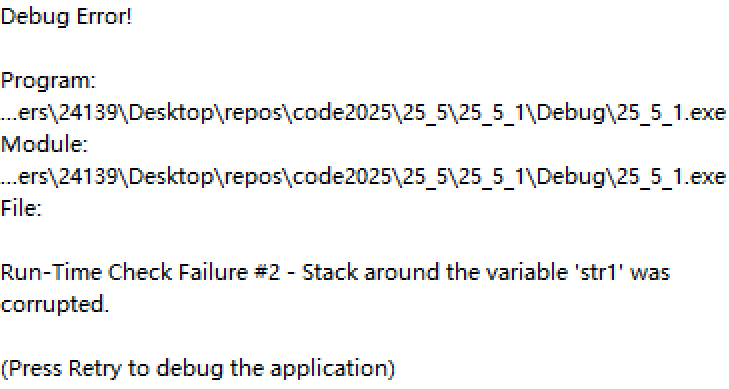 Debug Error!
Program:
...ers\24139\Desktop\repos\code2025\25_5\25_5_1\Debug\25_5_1.exe
Module:
...ers\24139\Desktop\repos\code2025\25_5\25_5_1\Debug\25_5_1.exe
File:
Run-Time Check Failure #2 - Stack around the variable 'str1' was
corrupted.
(Press Retry to debug the application)